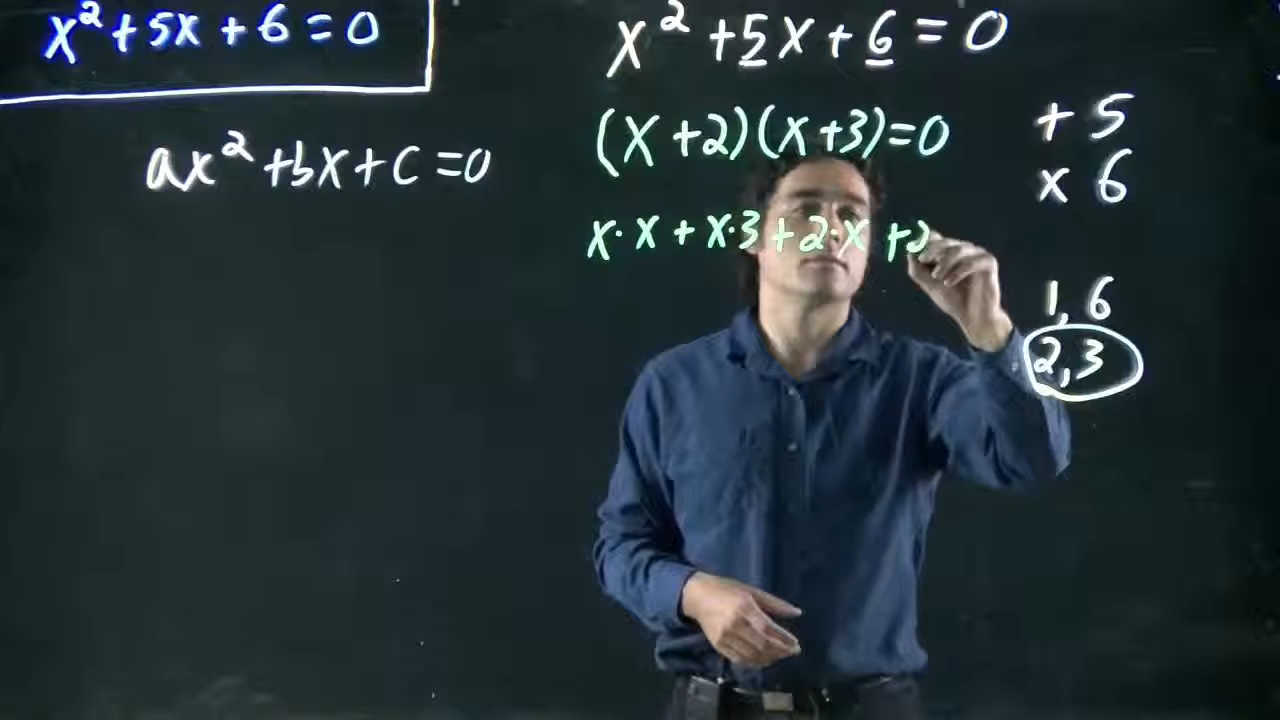 x²+5x+6=0
ax²+bx+c=0
x²+5x+6=0
(x+2)(x+3)=0
x·x+x·3+2·x+2
+5
x6
1,6
2,3